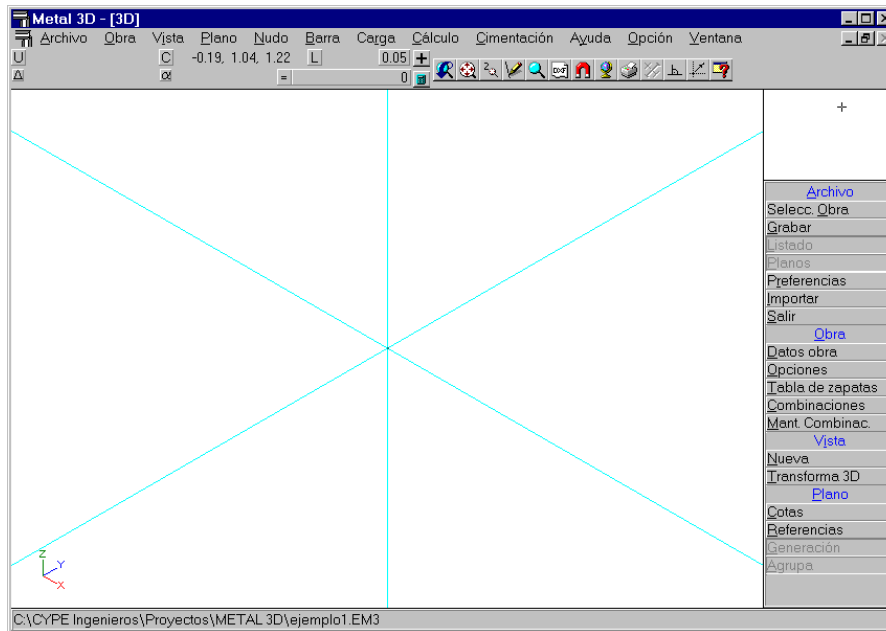 Metal 3D - [3D]
Archivo Obra Vista Plano Nudo Barra Carga Cálculo Cimentación Ayuda Opción Ventana
U C -0.19, 1.04, 1.22 L 0.05
Δ α = 0
DXF
Archivo
Selecc. Obra
Grabar
Listado
Planos
Preferencias
Importar
Salir
Obra
Datos obra
Opciones
Tabla de zapatas
Combinaciones
Mant. Combinac.
Vista
Nueva
Transforma 3D
Plano
Cotas
Referencias
Generación
Agrupa
Z
Y
X
C:\CYPE Ingenieros\Proyectos\METAL 3D\ejemplo1.EM3